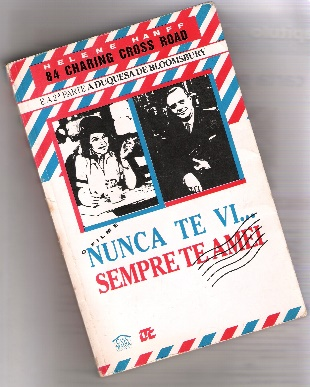 HELENE HANFF
84 CHARING CROSS ROAD
E A 2ª PARTE A DUQUESA DE BLOOMSBURY
O FILME
NUNCA TE VI...
SEMPRE TE AMEI